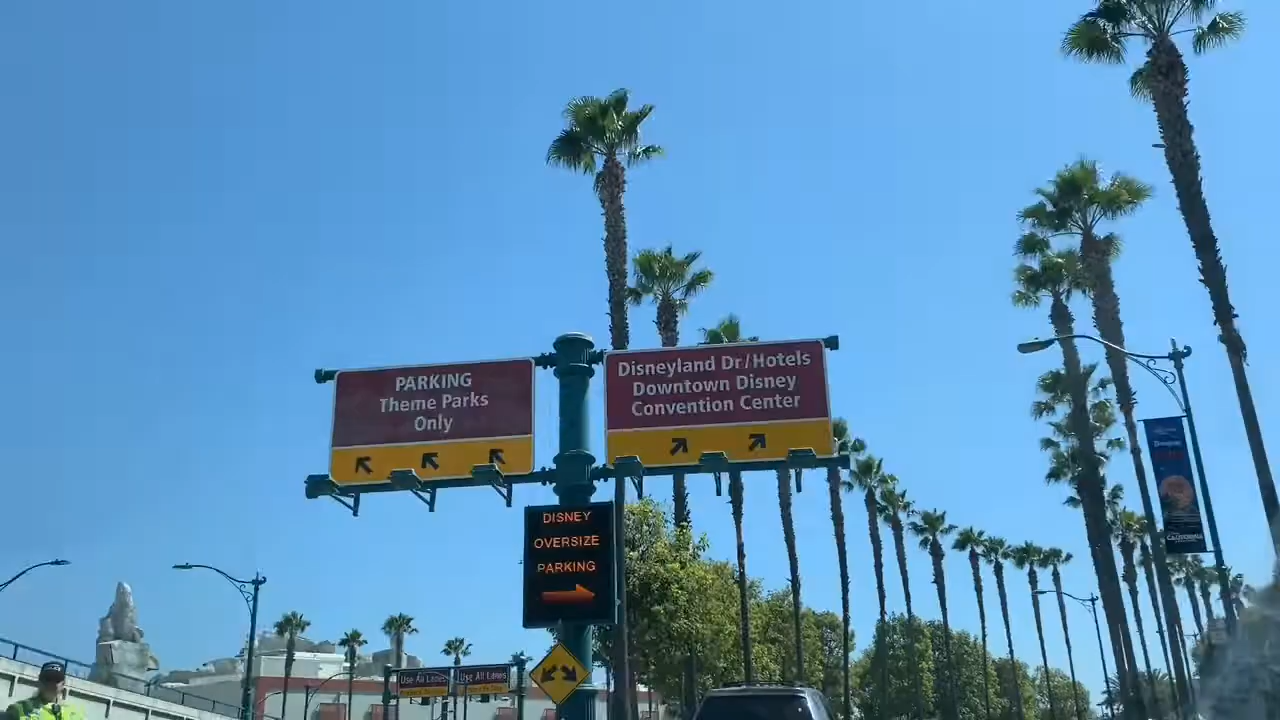 PARKING
Theme Parks
Only
Disneyland Dr/Hotels
Downtown Disney
Convention Center
DISNEY
OVERSIZE
PARKING
Use All Lanes
Use All Lanes
CALIFORNIA